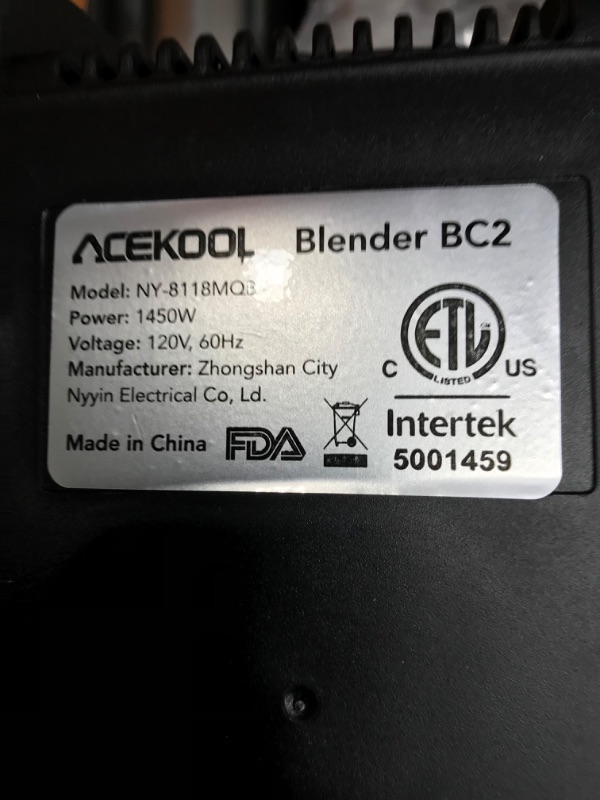 ACEKOOL Blender BC2
Model: NY-8118MQB
Power: 1450W
Voltage: 120V, 60Hz
Manufacturer: Zhongshan City
Nyyin Electrical Co, Ld.
Made in China FDA
C ETL US
LISTED
Intertek
5001459